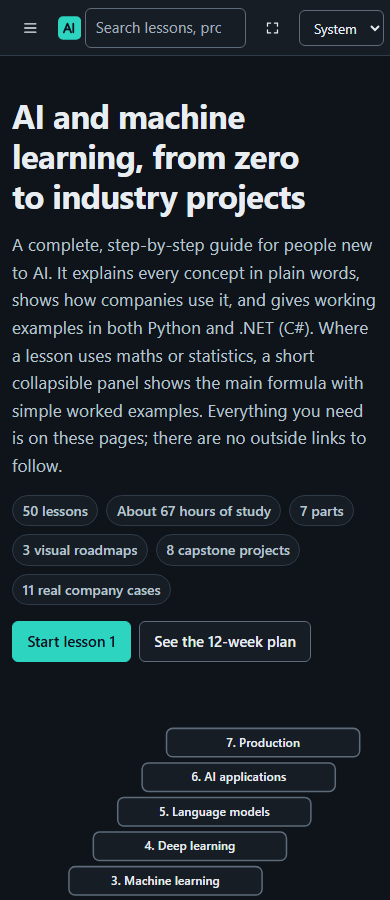 AI
Search lessons, prc
System
AI and machine
learning, from zero
to industry projects
A complete, step-by-step guide for people new
to AI. It explains every concept in plain words,
shows how companies use it, and gives working
examples in both Python and .NET (C#). Where
a lesson uses maths or statistics, a short
collapsible panel shows the main formula with
simple worked examples. Everything you need
is on these pages; there are no outside links to
follow.
50 lessons
About 67 hours of study
7 parts
3 visual roadmaps
8 capstone projects
11 real company cases
Start lesson 1
See the 12-week plan
7. Production
6. AI applications
5. Language models
4. Deep learning
3. Machine learning